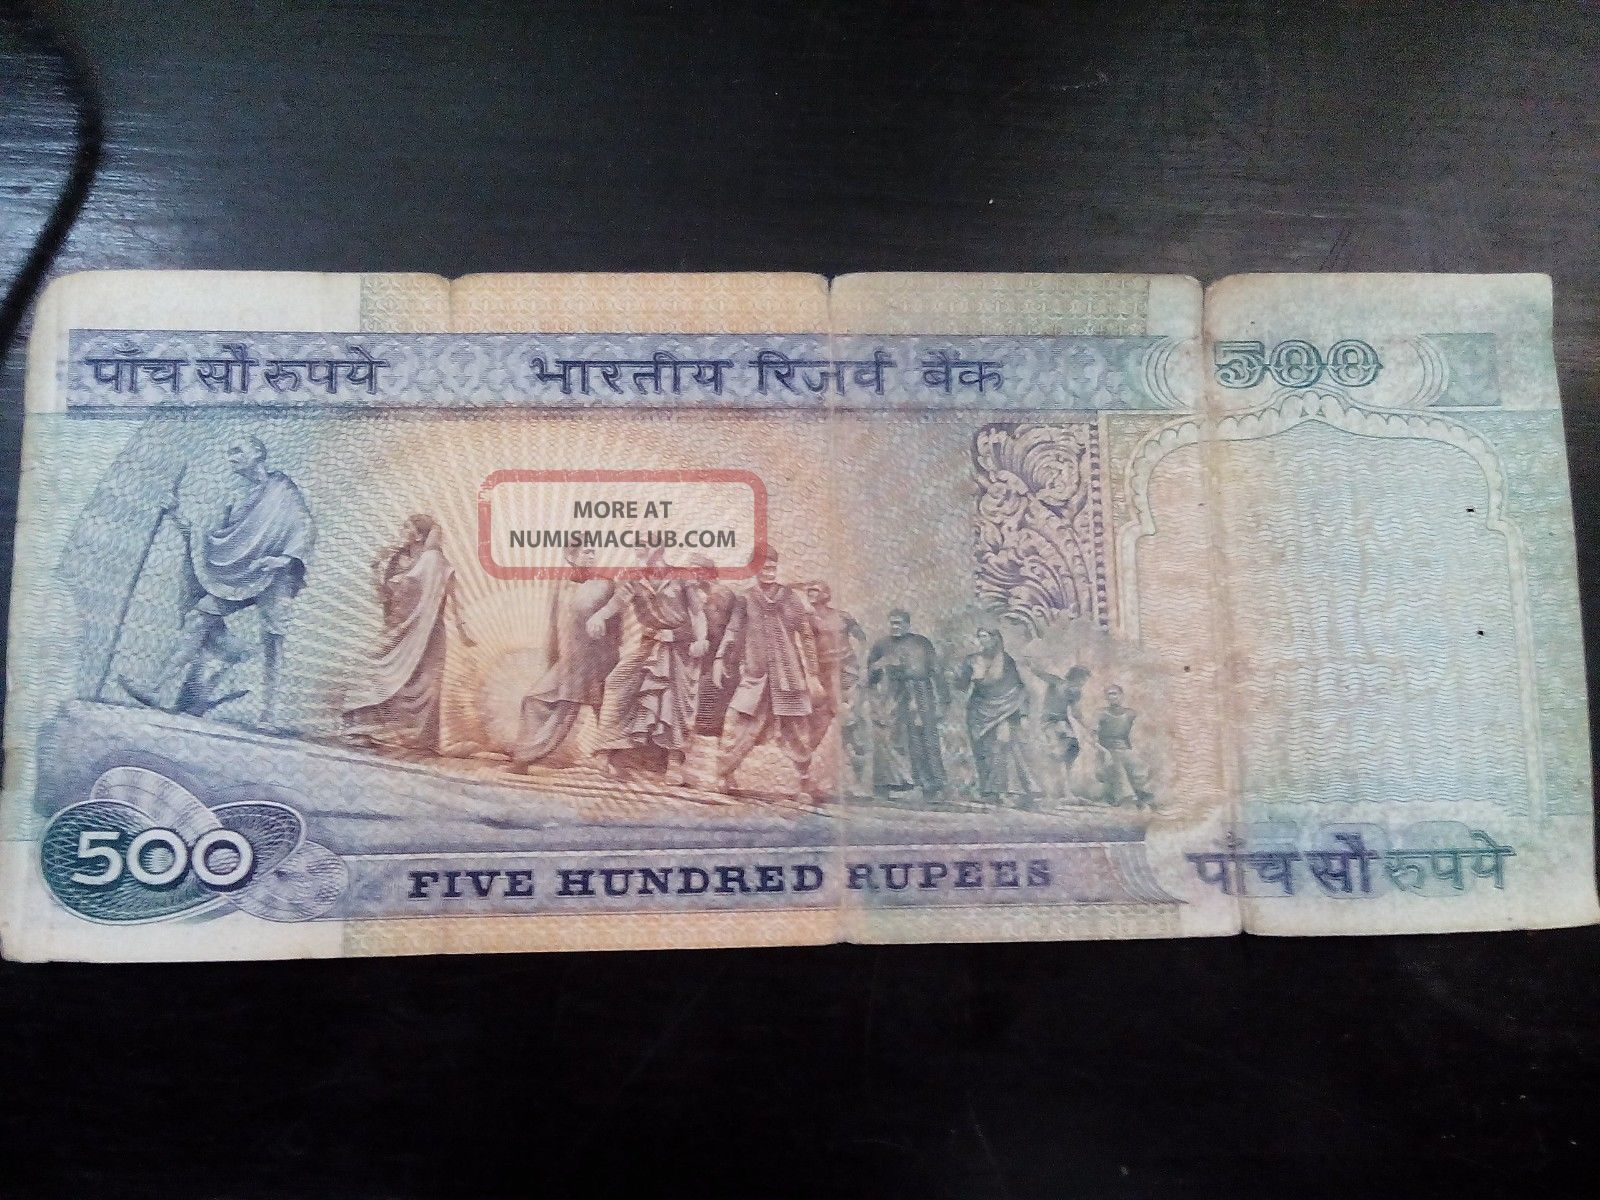 पाँच सौ रुपये भारतीय रिज़र्व बैंक 500
MORE AT
NUMISMACLUB.COM
500 FIVE HUNDRED RUPEES पाँच सौ रुपये